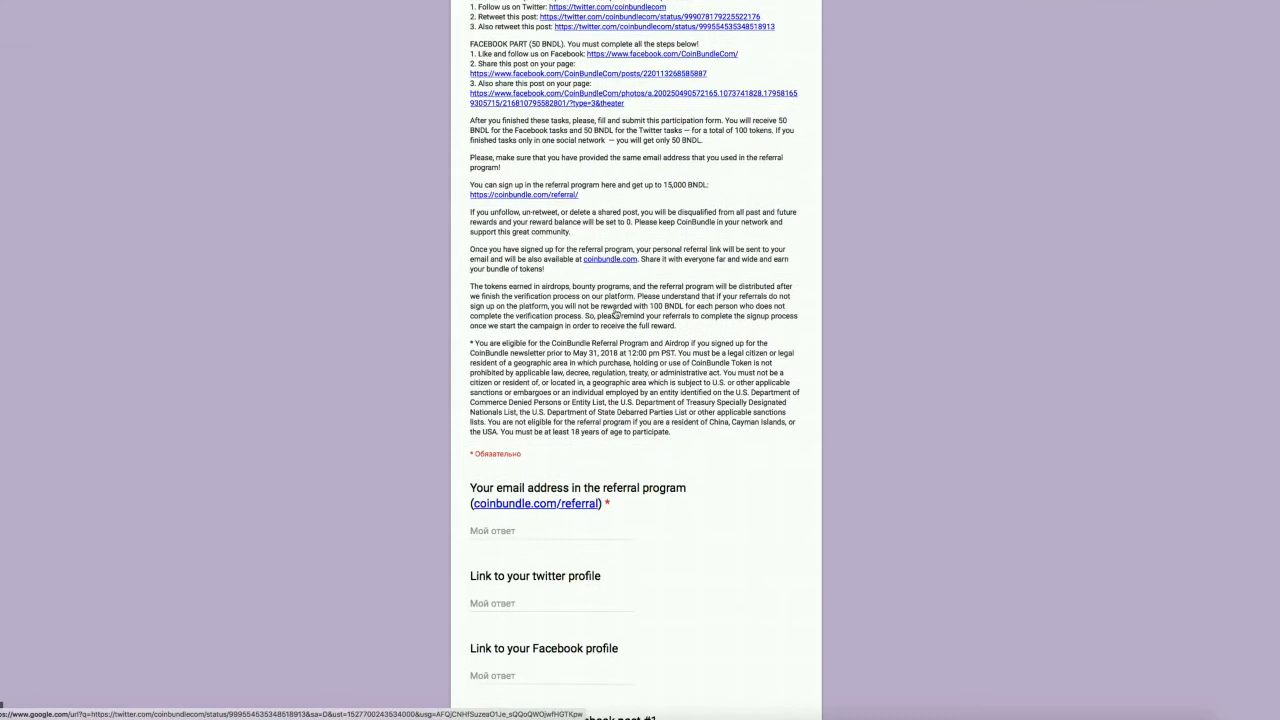 1. Follow us on Twitter: https://twitter.com/coinbundlecom
2. Retweet this post: https://twitter.com/coinbundlecom/status/999078179225522176
3. Also retweet this post: https://twitter.com/coinbundlecom/status/999554535348518913
FACEBOOK PART (50 BNDL). You must complete all the steps below!
1. Like and follow us on Facebook: https://www.facebook.com/CoinBundleCom/
2. Share this post on your page:
https://www.facebook.com/CoinBundleCom/posts/220113268585887
3. Also share this post on your page:
https://www.facebook.com/CoinBundleCom/photos/a.200250490572165.1073741828.17958165
9305715/216810795582801/?type=3&theater
After you finished these tasks, please, fill and submit this participation form. You will receive 50
BNDL for the Facebook tasks and 50 BNDL for the Twitter tasks — for a total of 100 tokens. If you
finished tasks only in one social network — you will get only 50 BNDL.
Please, make sure that you have provided the same email address that you used in the referral
program!
You can sign up in the referral program here and get up to 15,000 BNDL:
https://coinbundle.com/referral/
If you unfollow, un-retweet, or delete a shared post, you will be disqualified from all past and future
rewards and your reward balance will be set to 0. Please keep CoinBundle in your network and
support this great community.
Once you have signed up for the referral program, your personal referral link will be sent to your
email and will be also available at coinbundle.com. Share it with everyone far and wide and earn
your bundle of tokens!
The tokens earned in airdrops, bounty programs, and the referral program will be distributed after
we finish the verification process on our platform. Please understand that if your referrals do not
sign up on the platform, you will not be rewarded with 100 BNDL for each person who does not
complete the verification process. So, please remind your referrals to complete the signup process
once we start the campaign in order to receive the full reward.
* You are eligible for the CoinBundle Referral Program and Airdrop if you signed up for the
CoinBundle newsletter prior to May 31, 2018 at 12:00 pm PST. You must be a legal citizen or legal
resident of a geographic area in which purchase, holding or use of CoinBundle Token is not
prohibited by applicable law, decree, regulation, treaty, or administrative act. You must not be a
citizen or resident of, or located in, a geographic area which is subject to U.S. or other applicable
sanctions or embargoes or an individual employed by an entity identified on the U.S. Department of
Commerce Denied Persons or Entity List, the U.S. Department of Treasury Specially Designated
Nationals List, the U.S. Department of State Debarred Parties List or other applicable sanctions
lists. You are not eligible for the referral program if you are a resident of China, Cayman Islands, or
the USA. You must be at least 18 years of age to participate.
* Обязательно
Your email address in the referral program
(coinbundle.com/referral) *
Мой ответ
Link to your twitter profile
Мой ответ
Link to your Facebook profile
Мой ответ